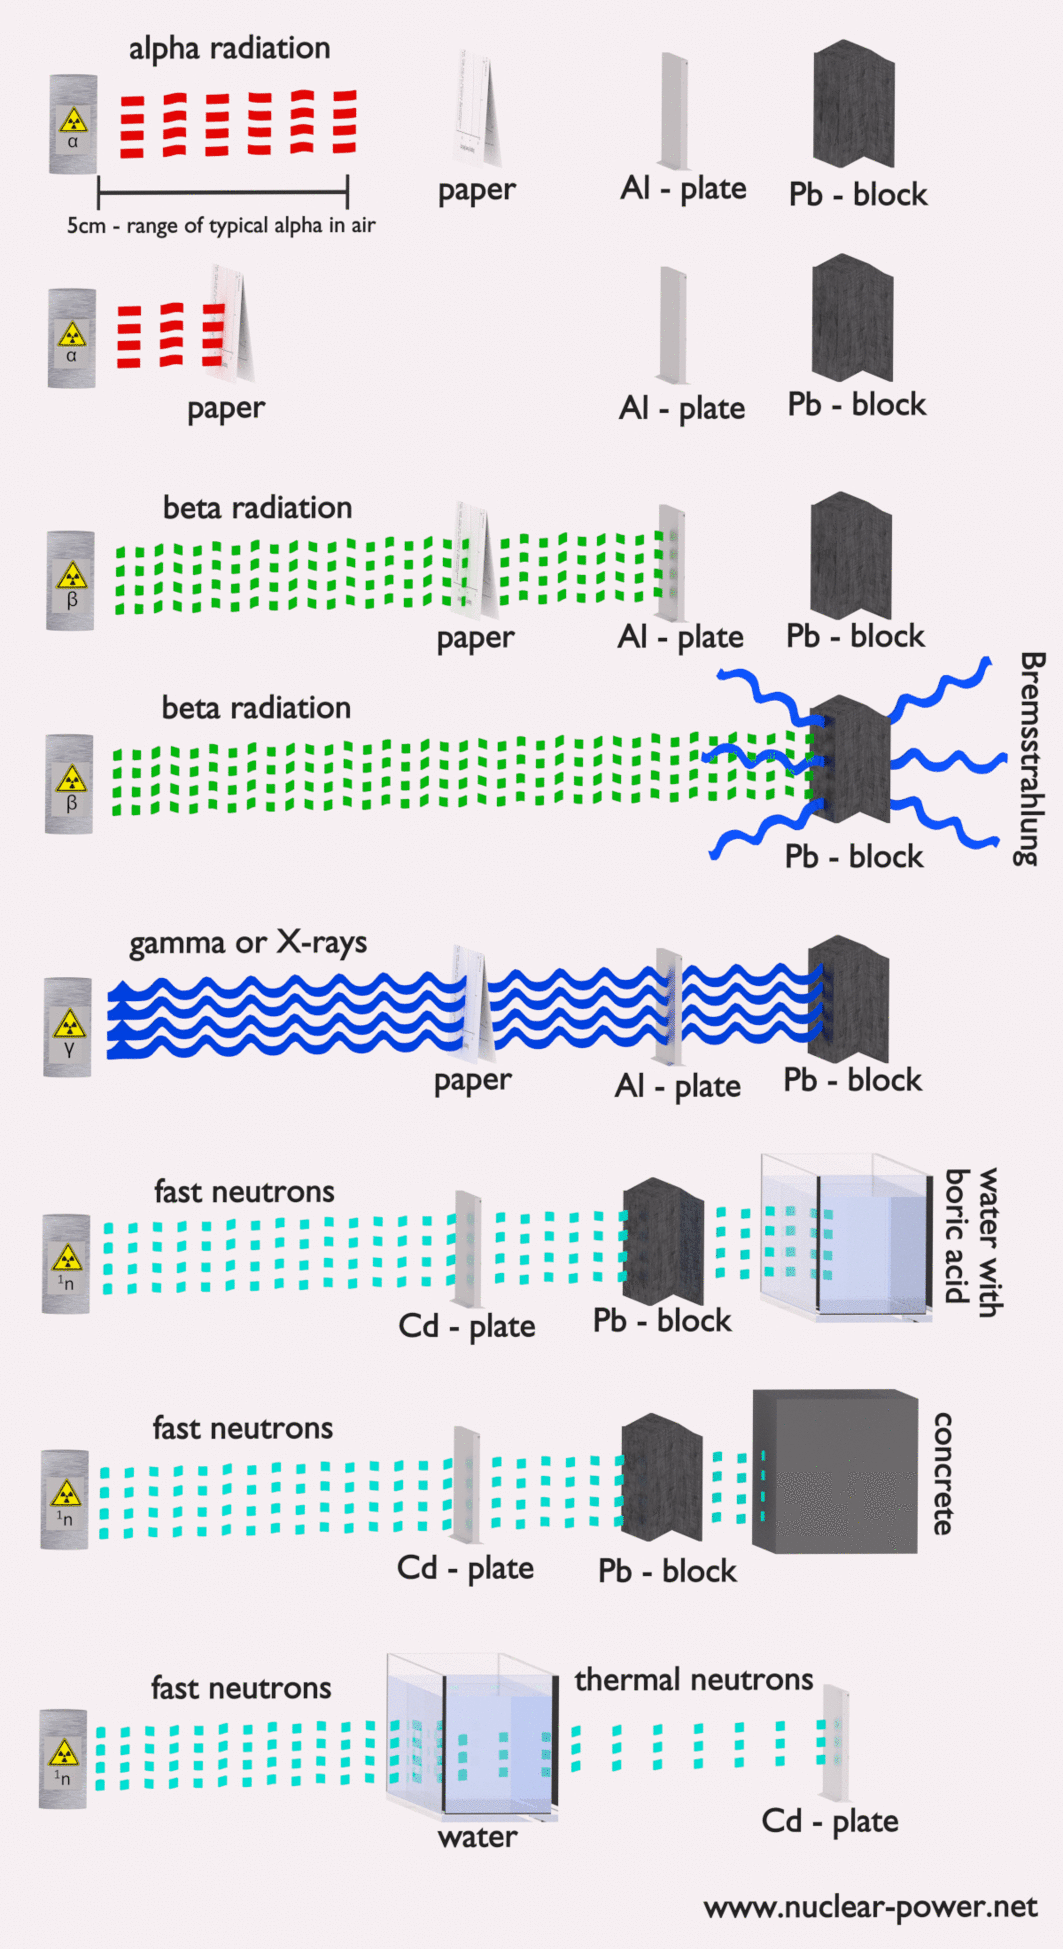 alpha radiation
α
paper
Al - plate
Pb - block
5cm - range of typical alpha in air
α
paper
Al - plate
Pb - block
beta radiation
β
paper
Al - plate
Pb - block
beta radiation
β
Pb - block
Bremsstrahlung
gamma or X-rays
γ
paper
Al - plate
Pb - block
fast neutrons
¹n
Cd - plate
Pb - block
water with
boric acid
fast neutrons
¹n
Cd - plate
Pb - block
concrete
fast neutrons
thermal neutrons
¹n
water
Cd - plate
www.nuclear-power.net